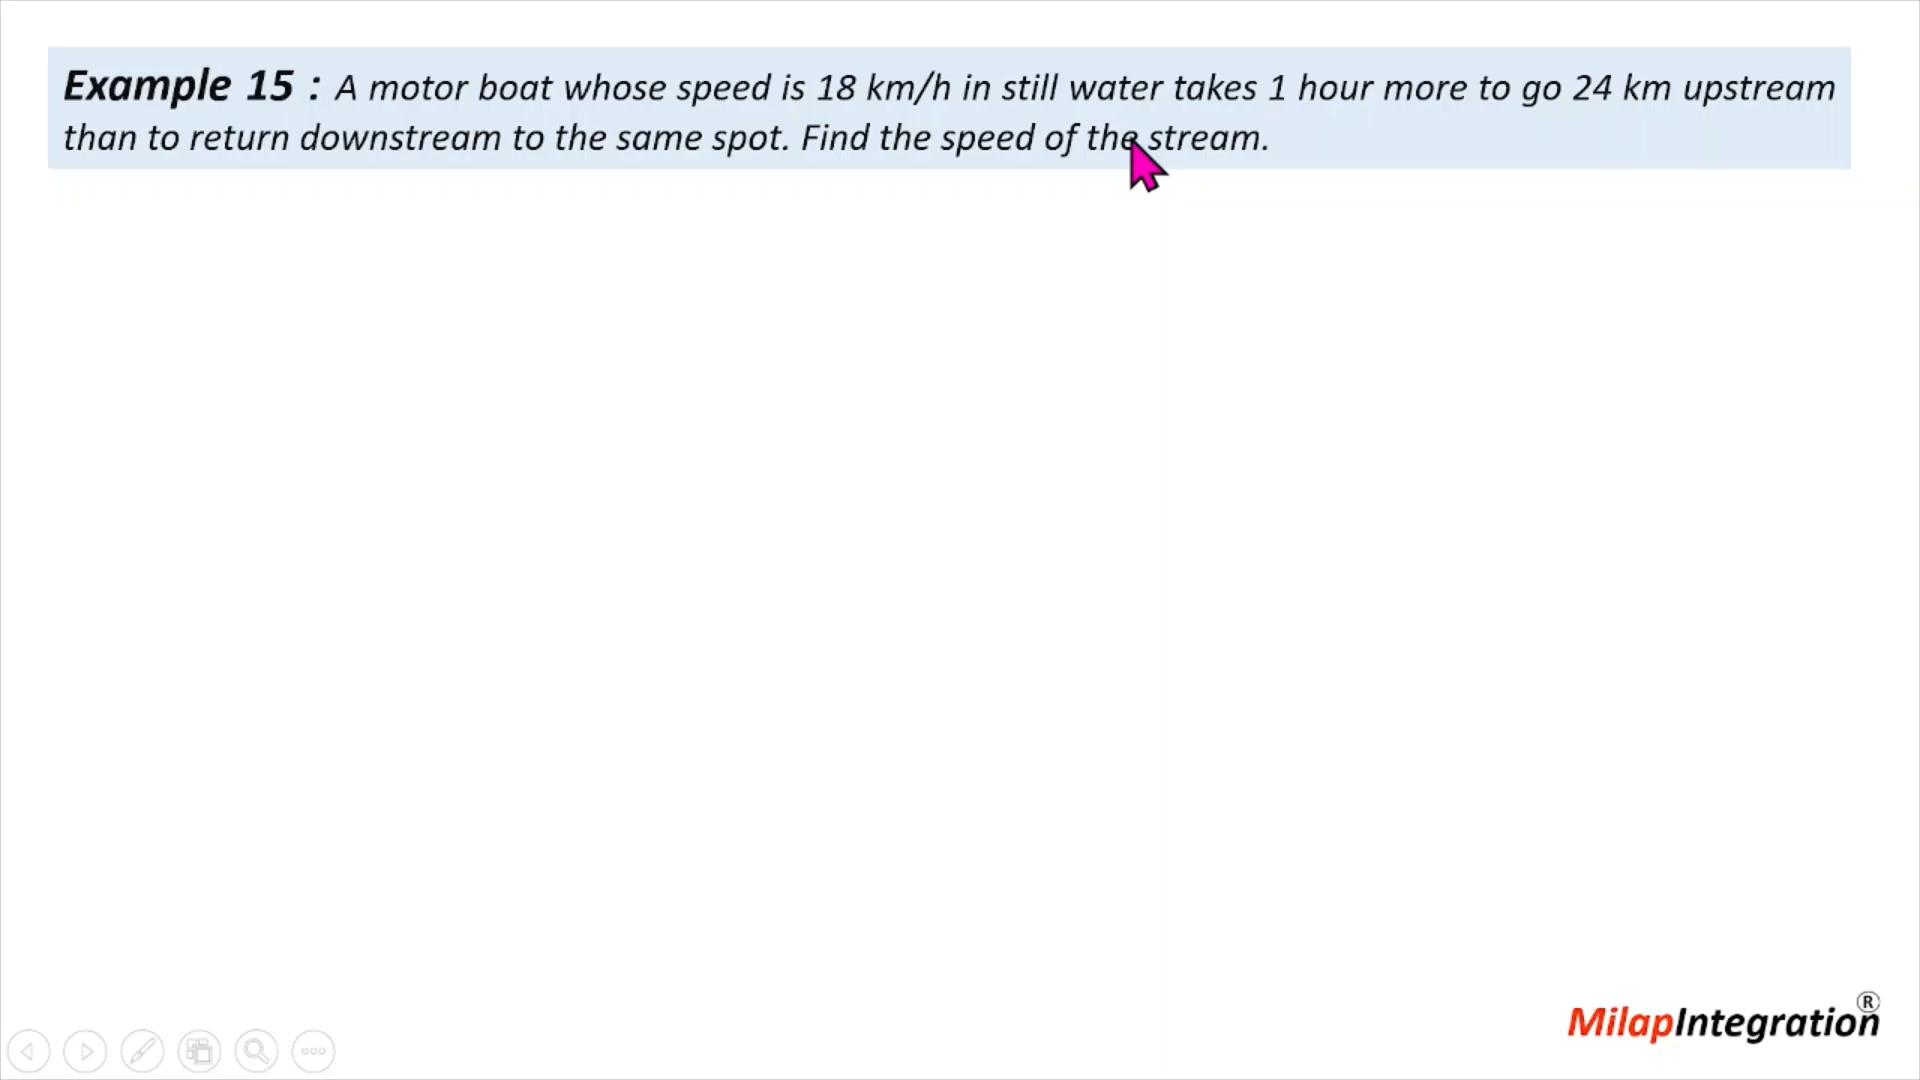 Example 15 : A motor boat whose speed is 18 km/h in still water takes 1 hour more to go 24 km upstream
than to return downstream to the same spot. Find the speed of the stream.
MilapIntegration®